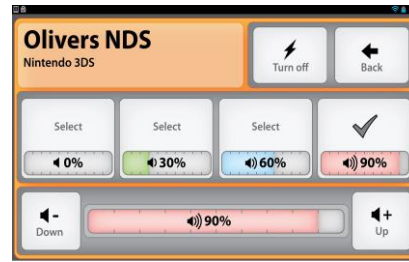 Olivers NDS
Nintendo 3DS
Turn off
Back
Select
Select
Select
0%
30%
60%
90%
-
Down
90%
+
Up